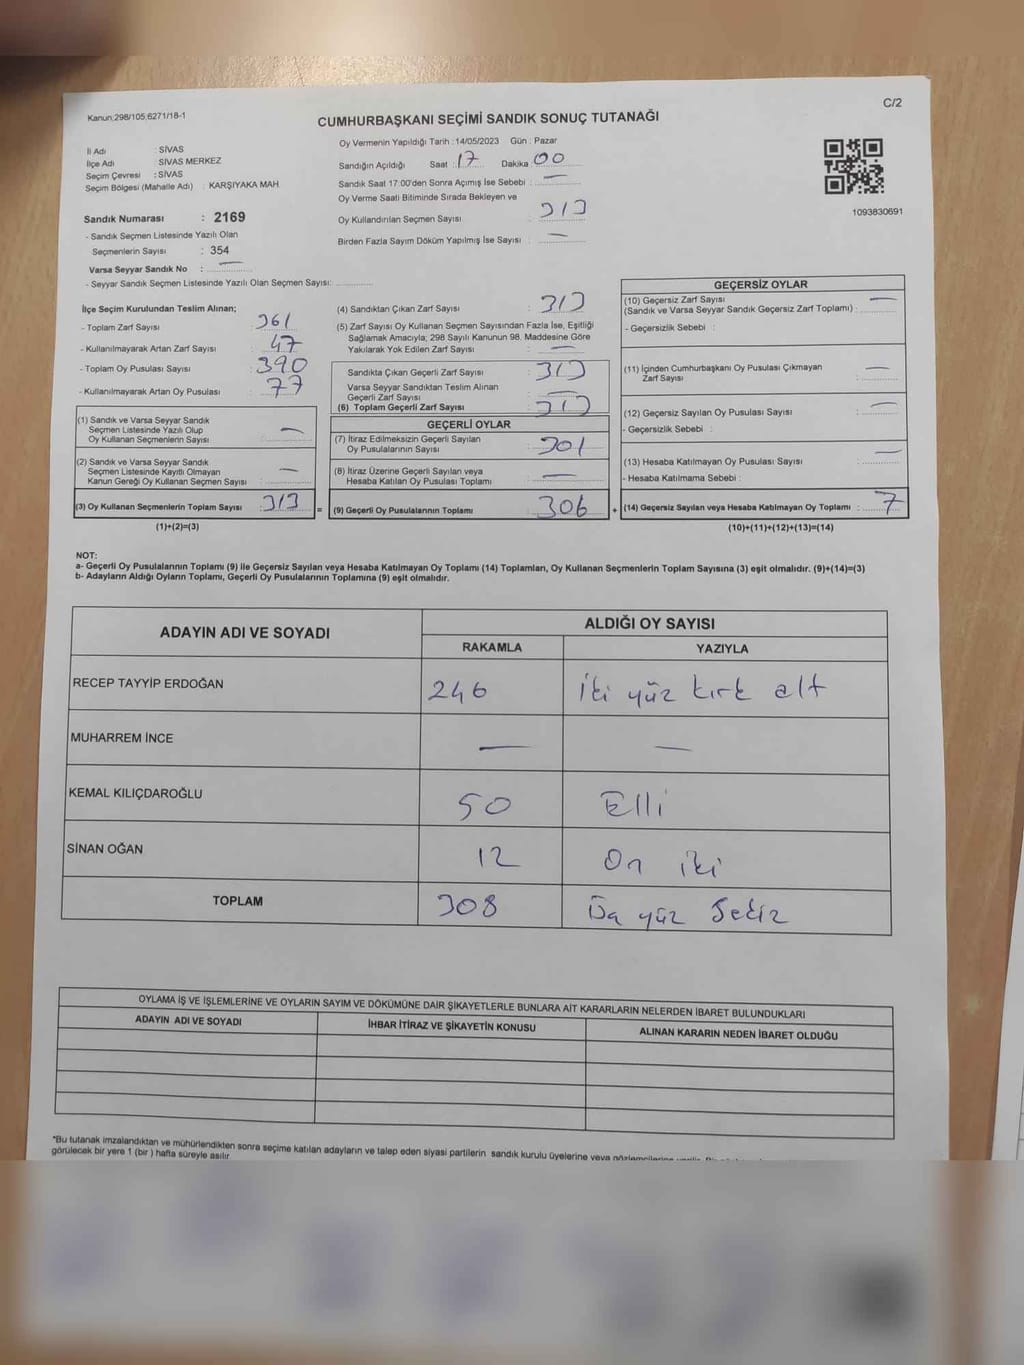 Kanun:298/105,6271/18-1
C/2
CUMHURBAŞKANI SEÇİMİ SANDIK SONUÇ TUTANAĞI
İli Adı : SİVAS
İlçe Adı SİVAS MERKEZ
Seçim Çevresi : SİVAS
Seçim Bölgesi (Mahalle Adı) : KARŞIYAKA MAH.
Sandık Numarası : 2169
- Sandık Seçmen Listesinde Yazılı Olan
Seçmenlerin Sayısı : 354
Varsa Seyyar Sandık No : —
- Seyyar Sandık Seçmen Listesinde Yazılı Olan Seçmen Sayısı:
Oy Vermenin Yapıldığı Tarih : 14/05/2023 Gün : Pazar
Sandığın Açıldığı Saat : 17 Dakika 00
Sandık Saat 17:00'den Sonra Açımış İse Sebebi : —
Oy Verme Saati Bitiminde Sırada Bekleyen ve
Oy Kullandırılan Seçmen Sayısı 313
Birden Fazla Sayım Döküm Yapılmış İse Sayısı : —
1093830691
İlçe Seçim Kurulundan Teslim Alınan;
- Toplam Zarf Sayısı : 361
- Kullanılmayarak Artan Zarf Sayısı : 47
- Toplam Oy Pusulası Sayısı : 390
- Kullanılmayarak Artan Oy Pusulası : 77
(1) Sandık ve Varsa Seyyar Sandık
Seçmen Listesinde Yazılı Olup
Oy Kullanan Seçmenlerin Sayısı : —
(2) Sandık ve Varsa Seyyar Sandık
Seçmen Listesinde Kayıtlı Olmayan
Kanun Gereği Oy Kullanan Seçmen Sayısı : —
(3) Oy Kullanan Seçmenlerin Toplam Sayısı : 313 =
(1)+(2)=(3)
(4) Sandıktan Çıkan Zarf Sayısı : 313
(5) Zarf Sayısı Oy Kullanan Seçmen Sayısından Fazla İse, Eşitliği
Sağlamak Amacıyla; 298 Sayılı Kanunun 98. Maddesine Göre
Yakılarak Yok Edilen Zarf Sayısı : —
Sandıkta Çıkan Geçerli Zarf Sayısı : 313
Varsa Seyyar Sandıktan Teslim Alınan
Geçerli Zarf Sayısı : —
(6) Toplam Geçerli Zarf Sayısı : 313
GEÇERLİ OYLAR
(7) İtiraz Edilmeksizin Geçerli Sayılan
Oy Pusulalarının Sayısı : 301
(8) İtiraz Üzerine Geçerli Sayılan veya
Hesaba Katılan Oy Pusulası Toplamı : —
(9) Geçerli Oy Pusulalarının Toplamı : 306 +
GEÇERSİZ OYLAR
(10) Geçersiz Zarf Sayısı —
(Sandık ve Varsa Seyyar Sandık Geçersiz Zarf Toplamı) :
- Geçersizlik Sebebi :
(11) İçinden Cumhurbaşkanı Oy Pusulası Çıkmayan
Zarf Sayısı : —
(12) Geçersiz Sayılan Oy Pusulası Sayısı : —
- Geçersizlik Sebebi :
(13) Hesaba Katılmayan Oy Pusulası Sayısı : —
- Hesaba Katılmama Sebebi :
(14) Geçersiz Sayılan veya Hesaba Katılmayan Oy Toplamı : 7
(10)+(11)+(12)+(13)=(14)
NOT:
a- Geçerli Oy Pusulalarının Toplamı (9) ile Geçersiz Sayılan veya Hesaba Katılmayan Oy Toplamı (14) Toplamları, Oy Kullanan Seçmenlerin Toplam Sayısına (3) eşit olmalıdır. (9)+(14)=(3)
b- Adayların Aldığı Oyların Toplamı, Geçerli Oy Pusulalarının Toplamına (9) eşit olmalıdır.
ADAYIN ADI VE SOYADI ALDIĞI OY SAYISI
RAKAMLA YAZIYLA
RECEP TAYYİP ERDOĞAN 246 İki yüz kırk alt
MUHARREM İNCE — —
KEMAL KILIÇDAROĞLU 50 Elli
SİNAN OĞAN 12 On iki
TOPLAM 308 yüz Sekiz
OYLAMA İŞ VE İŞLEMLERİNE VE OYLARIN SAYIM VE DÖKÜMÜNE DAİR ŞİKAYETLERLE BUNLARA AİT KARARLARIN NELERDEN İBARET BULUNDUKLARI
ADAYIN ADI VE SOYADI İHBAR İTİRAZ VE ŞİKAYETİN KONUSU ALINAN KARARIN NEDEN İBARET OLDUĞU
*Bu tutanak imzalandıktan ve mühürlendikten sonra seçime katılan adayların ve talep eden siyasi partilerin sandık kurulu üyelerine veya
görülecek bir yere 1 (bir) hafta süreyle asılır.